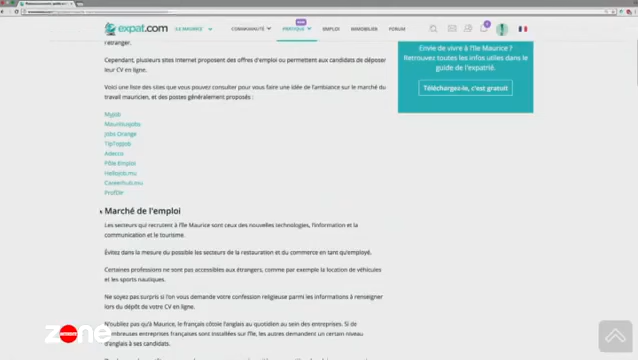 expat.com
ILE MAURICE
COMMUNAUTÉ
PRATIQUE
EMPLOI
IMMOBILIER
FORUM
l'étranger.
Cependant, plusieurs sites Internet proposent des offres d'emploi ou permettent aux candidats de déposer
leur CV en ligne.
Voici une liste des sites que vous pouvez consulter pour vous faire une idée de l'ambiance sur le marché du
travail mauricien, et des postes généralement proposés :
MyJob
Mauritiusjobs
Jobs Orange
TipTopJob
Adecco
Pôle Emploi
HelloJob.mu
Careerhub.mu
ProfDir
Envie de vivre à l'Ile Maurice ?
Retrouvez toutes les infos utiles dans le
guide de l'expatrié.
Téléchargez-le, c'est gratuit
Marché de l'emploi
Les secteurs qui recrutent à l'île Maurice sont ceux des nouvelles technologies, l'information et la
communication et le tourisme.
Évitez dans la mesure du possible les secteurs de la restauration et du commerce en tant qu'employé.
Certaines professions ne sont pas accessibles aux étrangers, comme par exemple la location de véhicules
et les sports nautiques.
Ne soyez pas surpris si l'on vous demande votre confession religieuse parmi les informations à renseigner
lors du dépôt de votre CV en ligne.
N'oubliez pas qu'à Maurice, le français côtoie l'anglais au quotidien au sein des entreprises. Si de
nombreuses entreprises françaises sont installées sur l'île, les autres demandent un certain niveau
d'anglais à ses candidats.
zone